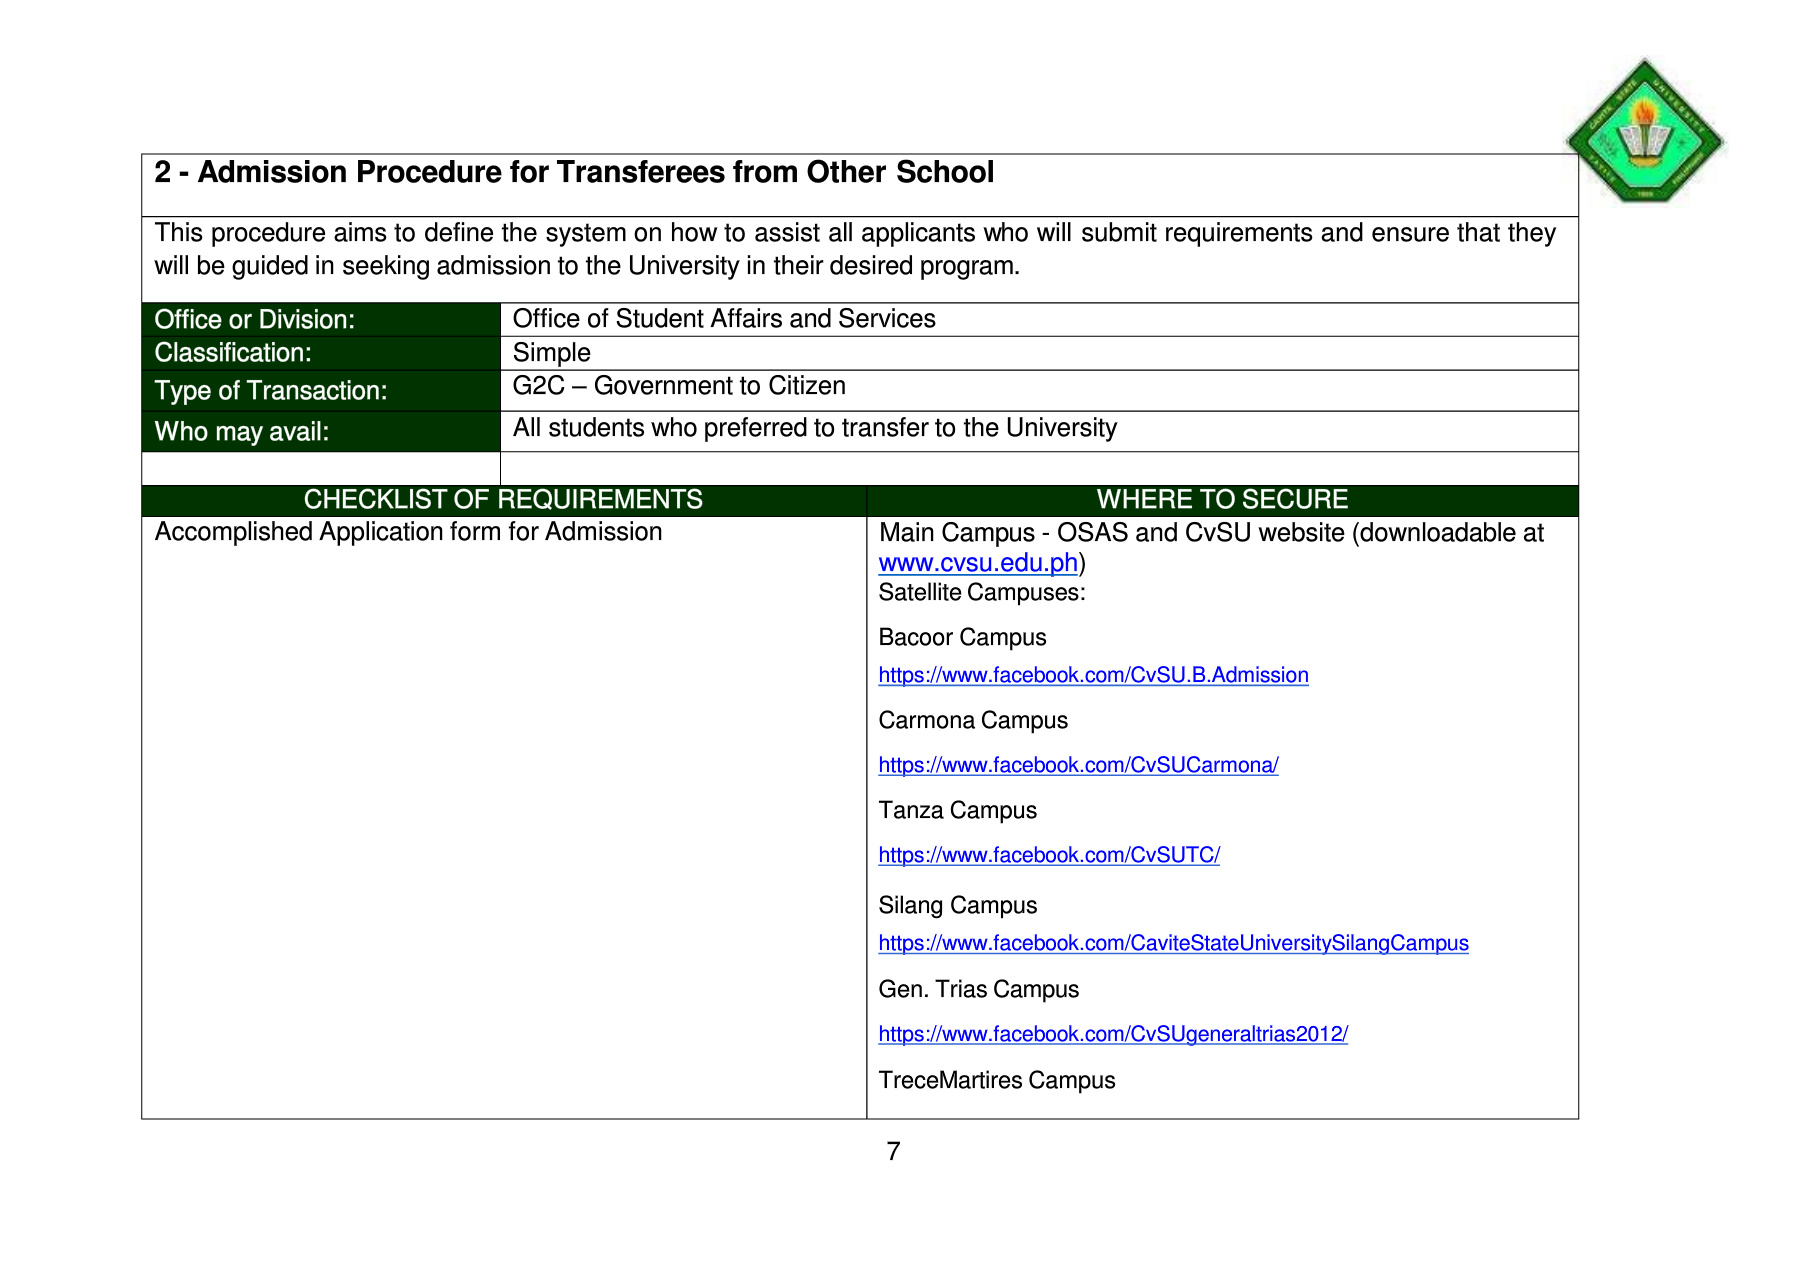 2 - Admission Procedure for Transferees from Other School
This procedure aims to define the system on how to assist all applicants who will submit requirements and ensure that they
will be guided in seeking admission to the University in their desired program.
Office or Division: Office of Student Affairs and Services
Classification: Simple
Type of Transaction: G2C – Government to Citizen
Who may avail: All students who preferred to transfer to the University
CHECKLIST OF REQUIREMENTS WHERE TO SECURE
Accomplished Application form for Admission
Main Campus - OSAS and CvSU website (downloadable at
www.cvsu.edu.ph)
Satellite Campuses:
Bacoor Campus
https://www.facebook.com/CvSU.B.Admission
Carmona Campus
https://www.facebook.com/CvSUCarmona/
Tanza Campus
https://www.facebook.com/CvSUTC/
Silang Campus
https://www.facebook.com/CaviteStateUniversitySilangCampus
Gen. Trias Campus
https://www.facebook.com/CvSUgeneraltrias2012/
TreceMartires Campus
7
CAVITE STATE UNIVERSITY